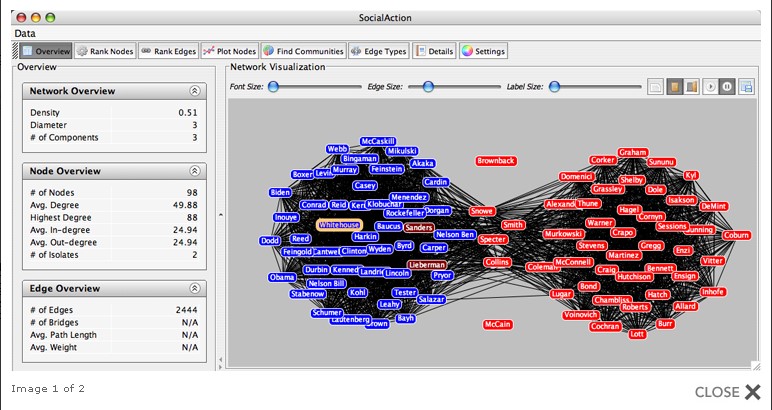 SocialAction
Data
Overview Rank Nodes Rank Edges Plot Nodes Find Communities Edge Types Details Settings
Overview
Network Overview
Density 0.51
Diameter 3
# of Components 3
Node Overview
# of Nodes 98
Avg. Degree 49.88
Highest Degree 88
Avg. In-degree 24.94
Avg. Out-degree 24.94
# of Isolates 2
Edge Overview
# of Edges 2444
# of Bridges N/A
Avg. Path Length N/A
Avg. Weight N/A
Network Visualization
Font Size: Edge Size: Label Size:
McCaskill
Webb Mikulski
Bingaman Akaka
Boxer Levin Murray Feinstein
Biden Casey Cardin
Menendez
Conrad Reid Klobuchar
Inouye Rockefeller Dorgan
Whitehouse Baucus Sanders
Dodd Reed Harkin Nelson Ben
Feingold Cantwel Clinton Wyden Byrd Carper
Lieberman
Obama Durbin Kenned Landri Lincoln Pryor
Nelson Bill
Stabenow Kohl Tester Salazar
Leahy
Schumer Lautenberg Brown Bayh
Brownback
Snowe
Smith
Specter
Collins
McCain
Graham
Corker Sununu
Domenici Shelby Kyl
Grassley Dole
Alexand Thune Isakson DeMint
Hagel Cornyn
Warner Sessions Bunning
Murkowski Crapo Coburn
Stevens Gregg Enzi
Martinez Vitter
Coleman McConnell Craig Bennett
Hutchison Ensign
Bond Inhofe
Lugar Chambliss Hatch
Roberts Allard
Voinovich Burr
Cochran
Lott
Image 1 of 2
CLOSE